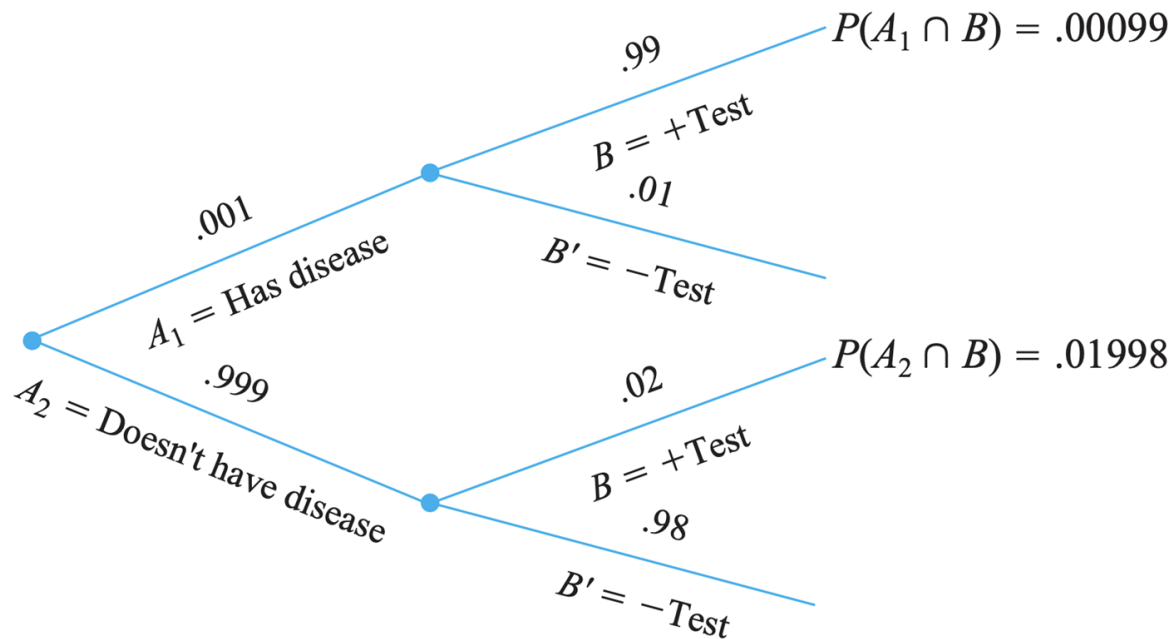 .99
P(A₁ ∩ B) = .00099
B = +Test
.01
B′ = −Test
.001
A₁ = Has disease
.999
A₂ = Doesn't have disease
.02
P(A₂ ∩ B) = .01998
B = +Test
.98
B′ = −Test